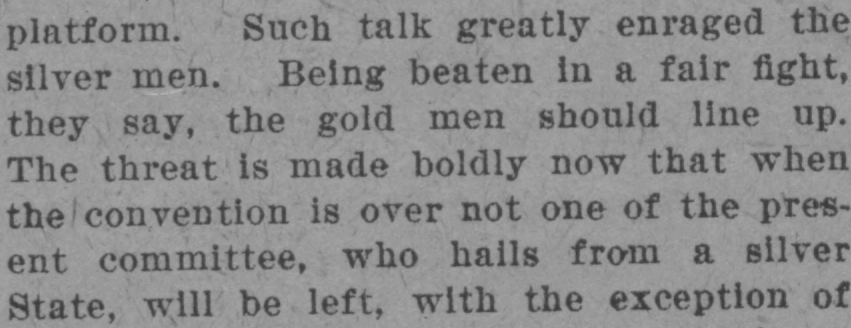 platform. Such talk greatly enraged the
silver men. Being beaten in a fair fight,
they say, the gold men should line up.
The threat is made boldly now that when
the convention is over not one of the pres-
ent committee, who hails from a silver
State, will be left, with the exception of